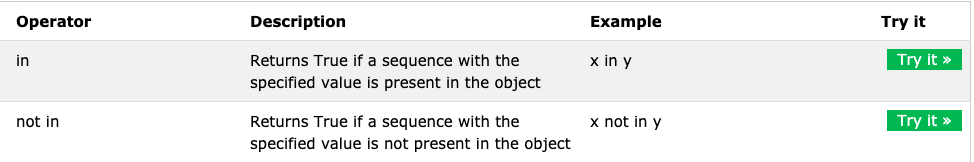 Operator Description Example Try it
in Returns True if a sequence with the x in y Try it »
specified value is present in the object
not in Returns True if a sequence with the x not in y Try it »
specified value is not present in the object